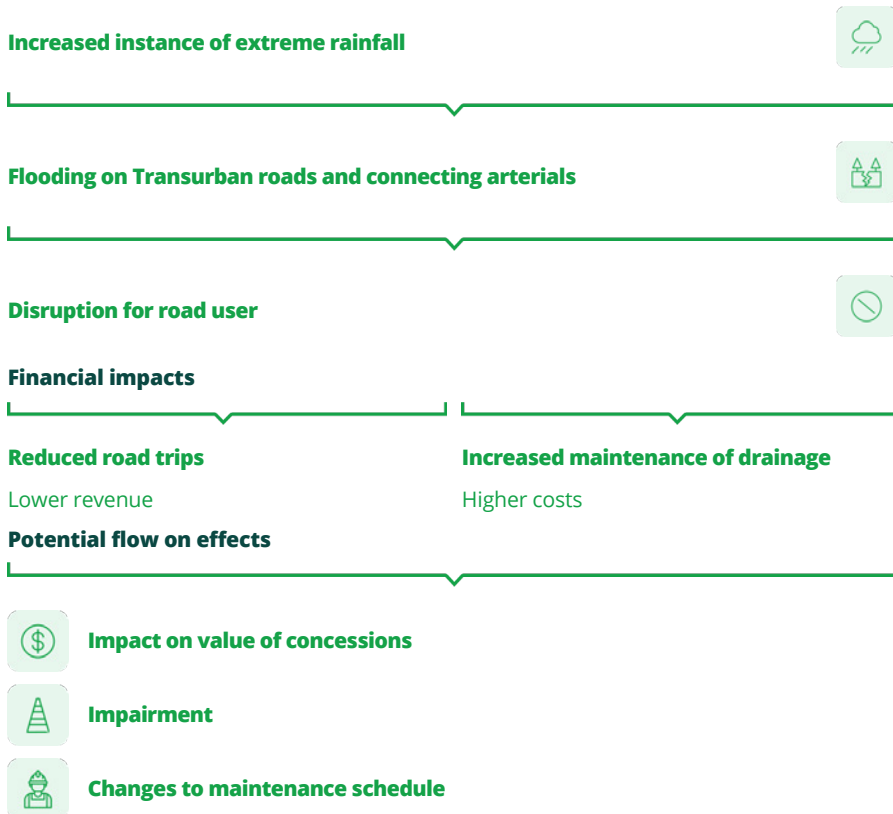 Increased instance of extreme rainfall
Flooding on Transurban roads and connecting arterials
Disruption for road user
Financial impacts
Reduced road trips
Lower revenue
Increased maintenance of drainage
Higher costs
Potential flow on effects
Impact on value of concessions
Impairment
Changes to maintenance schedule